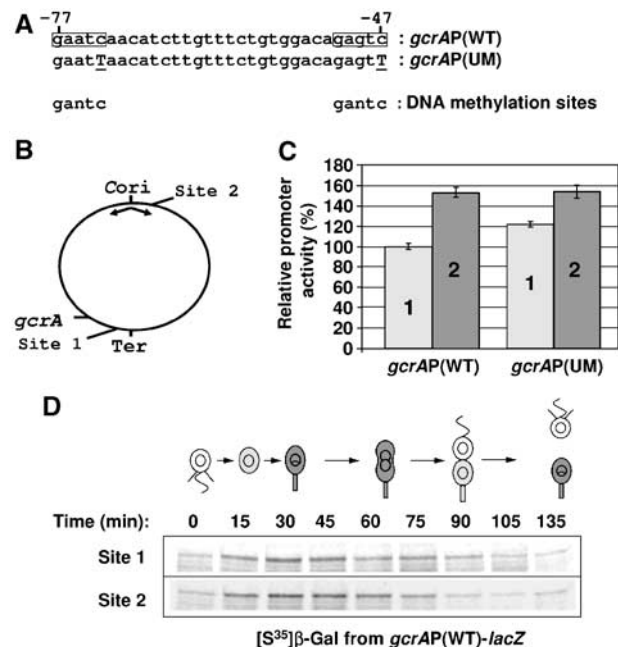 A
-77 -47
gaatcaacatcttgtttctgtggacagagtc : gcrAP(WT)
gaatTaacatcttgtttctgtggacagagtT : gcrAP(UM)
gantc gantc : DNA methylation sites
B
Cori
Site 2
gcrA
Site 1
Ter
C
Relative promoter activity (%)
180
160
140
120
100
80
60
40
20
0
1 2 1 2
gcrAP(WT) gcrAP(UM)
D
Time (min): 0 15 30 45 60 75 90 105 135
Site 1
Site 2
[S³⁵]β-Gal from gcrAP(WT)-lacZ